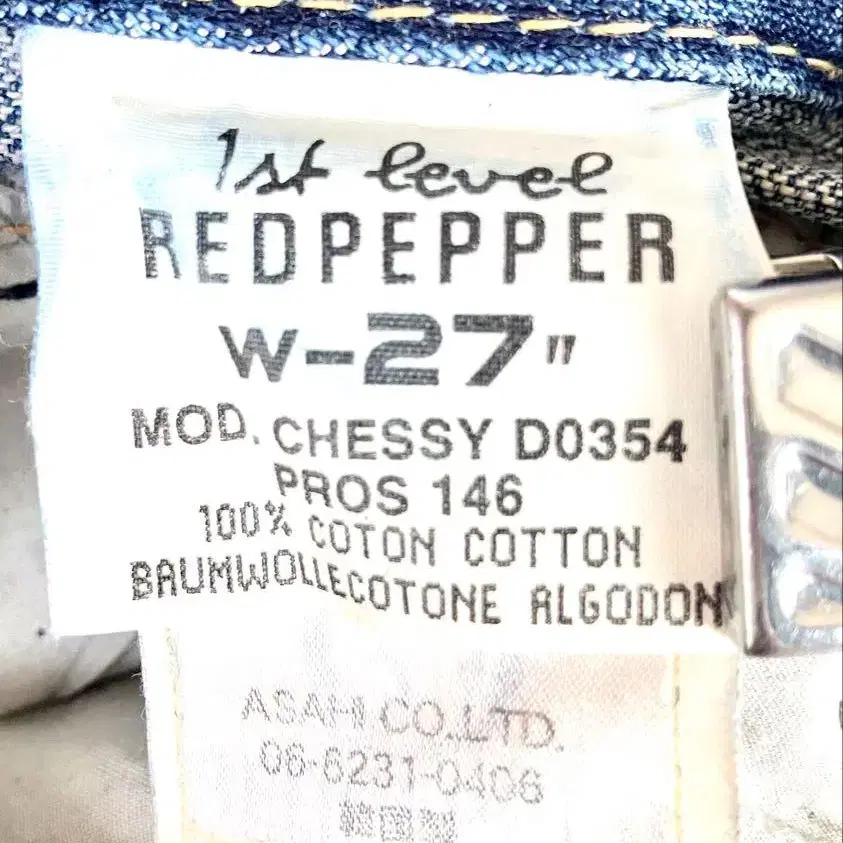 1st level
REDPEPPER
W-27"
MOD. CHESSY D0354
PROS 146
100% COTON COTTON
BAUMWOLLECOTONE ALGODON
ASAHI CO.,LTD.
06-6231-0406